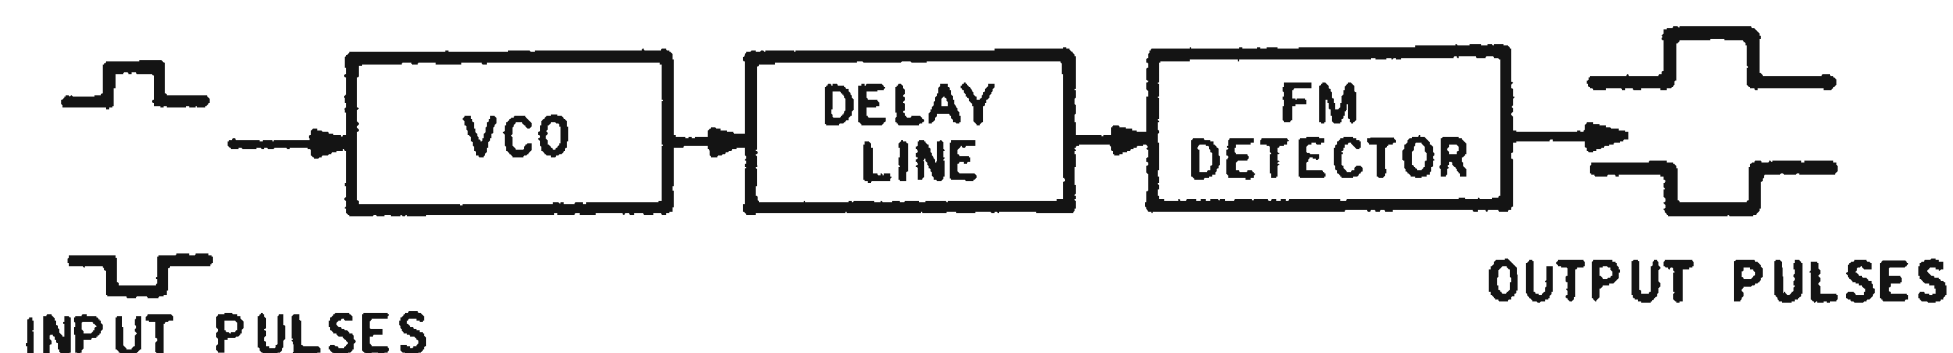 VCO
DELAY
LINE
FM
DETECTOR
INPUT PULSES
OUTPUT PULSES